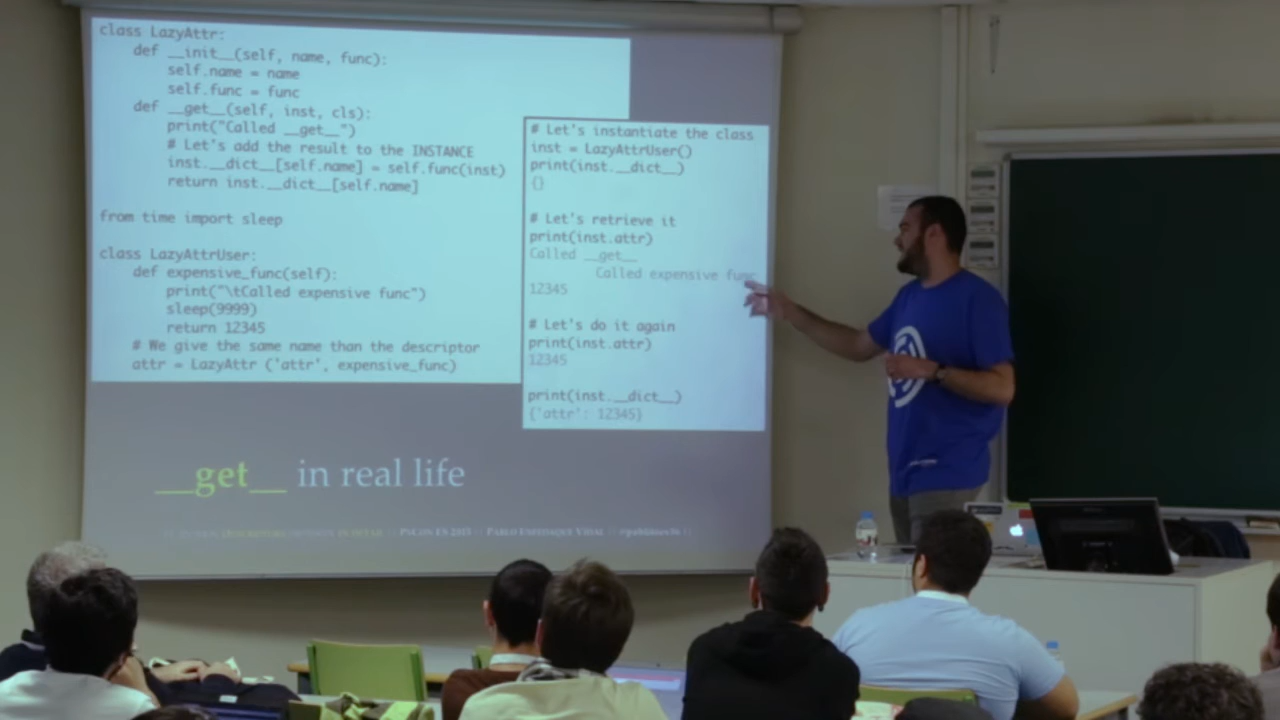 class LazyAttr:
def __init__(self, name, func):
self.name = name
self.func = func
def __get__(self, inst, cls):
print("Called __get__")
# Let's add the result to the INSTANCE
inst.__dict__[self.name] = self.func(inst)
return inst.__dict__[self.name]
from time import sleep
class LazyAttrUser:
def expensive_func(self):
print("\tCalled expensive func")
sleep(9999)
return 12345
# We give the same name than the descriptor
attr = LazyAttr ('attr', expensive_func)
# Let's instantiate the class
inst = LazyAttrUser()
print(inst.__dict__)
{}
# Let's retrieve it
print(inst.attr)
Called __get__
Called expensive func
12345
# Let's do it again
print(inst.attr)
12345
print(inst.__dict__)
{'attr': 12345}
__get__ in real life